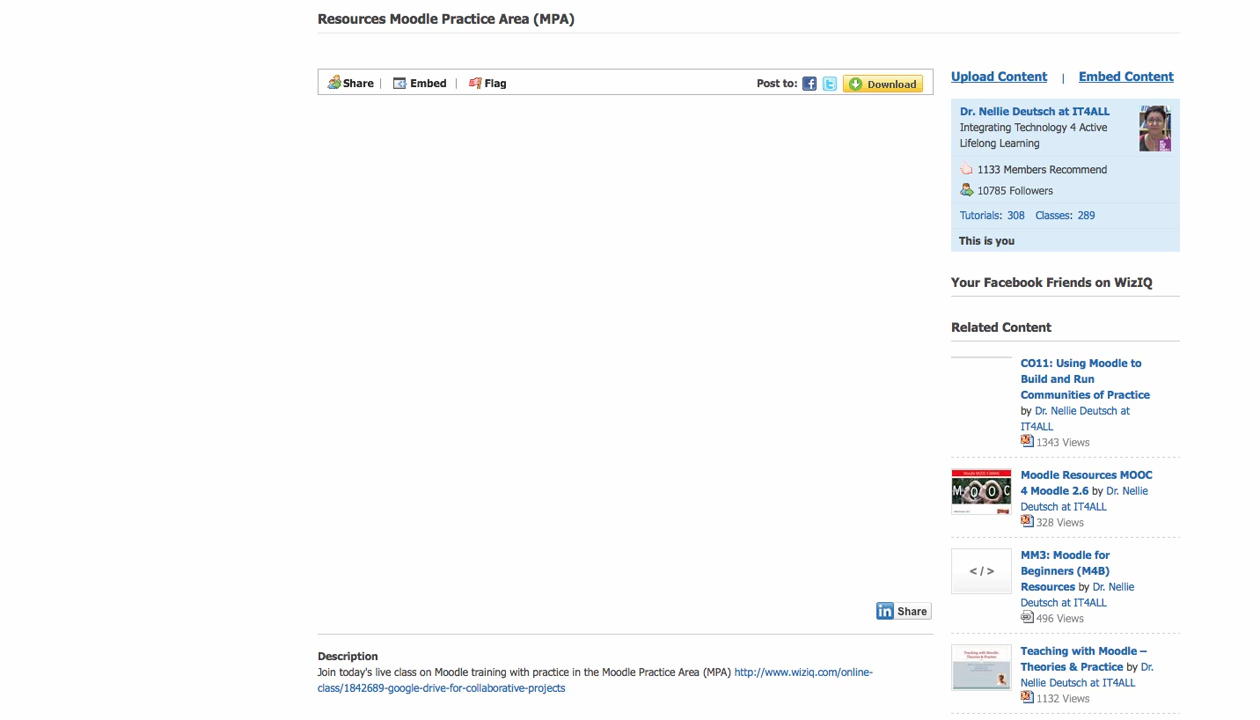 Resources Moodle Practice Area (MPA)
Share | Embed | Flag
Post to: Download
Upload Content | Embed Content
Dr. Nellie Deutsch at IT4ALL
Integrating Technology 4 Active
Lifelong Learning
1133 Members Recommend
10785 Followers
Tutorials: 308 Classes: 289
This is you
Your Facebook Friends on WizIQ
Related Content
CO11: Using Moodle to
Build and Run
Communities of Practice
by Dr. Nellie Deutsch at
IT4ALL
1343 Views
MOOC
Moodle Resources MOOC
4 Moodle 2.6 by Dr. Nellie
Deutsch at IT4ALL
328 Views
</>
MM3: Moodle for
Beginners (M4B)
Resources by Dr. Nellie
Deutsch at IT4ALL
496 Views
Teaching with Moodle –
Theories & Practice by Dr.
Nellie Deutsch at IT4ALL
1132 Views
in Share
Description
Join today's live class on Moodle training with practice in the Moodle Practice Area (MPA) http://www.wiziq.com/online-
class/1842689-google-drive-for-collaborative-projects